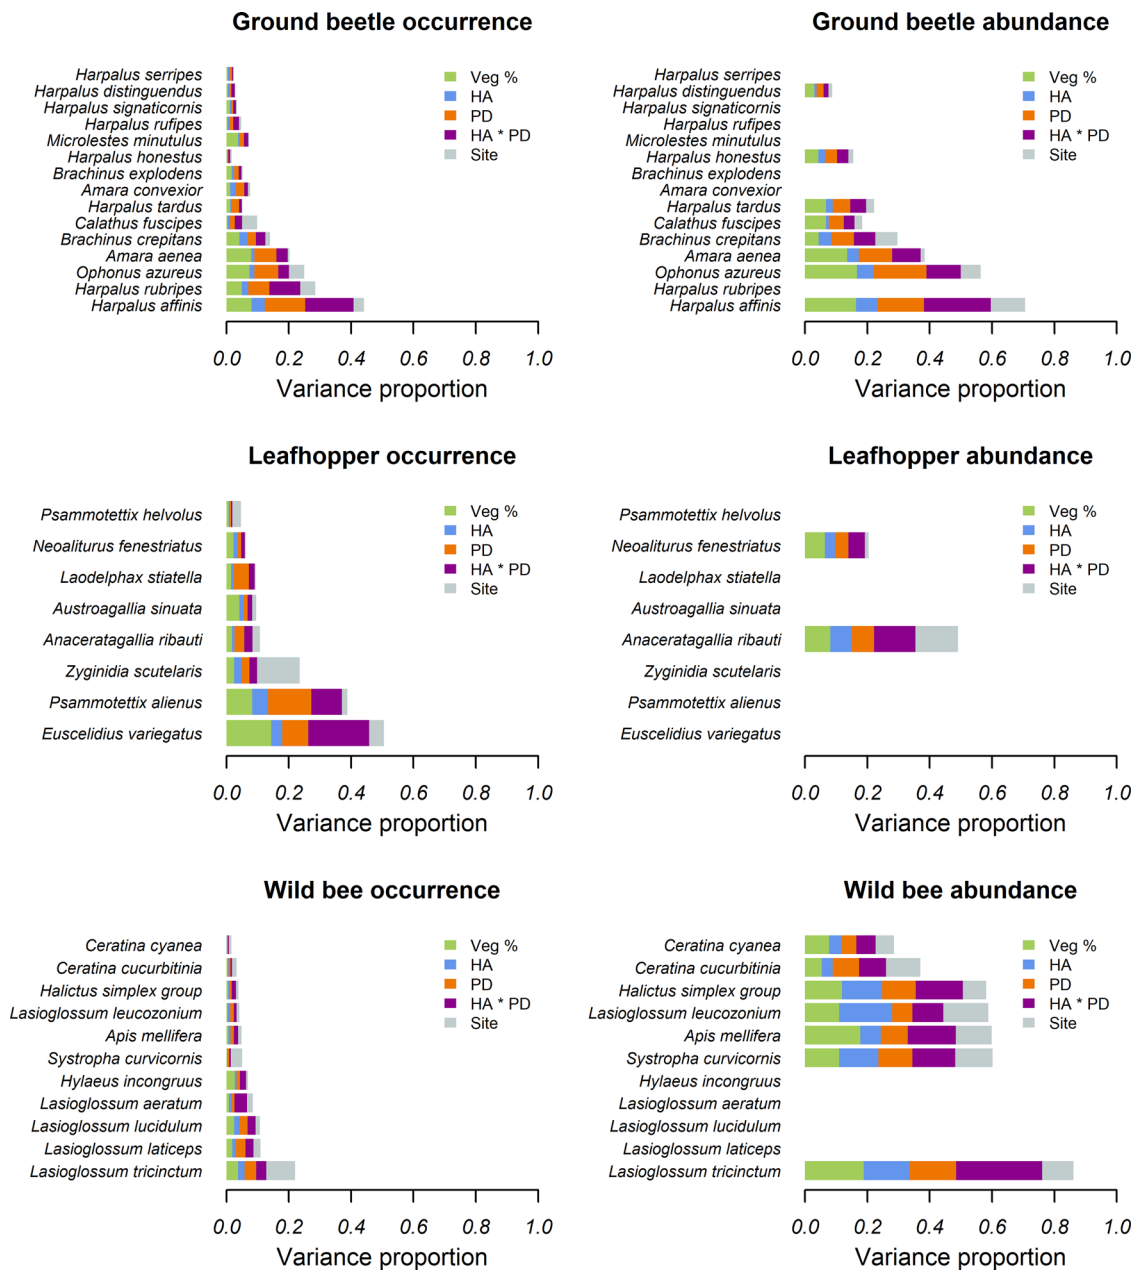 Ground beetle occurrence
Harpalus serripes
Harpalus distinguendus
Harpalus signaticornis
Harpalus rufipes
Microlestes minutulus
Harpalus honestus
Brachinus explodens
Amara convexior
Harpalus tardus
Calathus fuscipes
Brachinus crepitans
Amara aenea
Ophonus azureus
Harpalus rubripes
Harpalus affinis
Veg %
HA
PD
HA * PD
Site
0.0 0.2 0.4 0.6 0.8 1.0
Variance proportion
Ground beetle abundance
Harpalus serripes
Harpalus distinguendus
Harpalus signaticornis
Harpalus rufipes
Microlestes minutulus
Harpalus honestus
Brachinus explodens
Amara convexior
Harpalus tardus
Calathus fuscipes
Brachinus crepitans
Amara aenea
Ophonus azureus
Harpalus rubripes
Harpalus affinis
Veg %
HA
PD
HA * PD
Site
0.0 0.2 0.4 0.6 0.8 1.0
Variance proportion
Leafhopper occurrence
Psammotettix helvolus
Neoaliturus fenestriatus
Laodelphax stiatella
Austroagallia sinuata
Anaceratagallia ribauti
Zyginidia scutelaris
Psammotettix alienus
Euscelidius variegatus
Veg %
HA
PD
HA * PD
Site
0.0 0.2 0.4 0.6 0.8 1.0
Variance proportion
Leafhopper abundance
Psammotettix helvolus
Neoaliturus fenestriatus
Laodelphax stiatella
Austroagallia sinuata
Anaceratagallia ribauti
Zyginidia scutelaris
Psammotettix alienus
Euscelidius variegatus
Veg %
HA
PD
HA * PD
Site
0.0 0.2 0.4 0.6 0.8 1.0
Variance proportion
Wild bee occurrence
Ceratina cyanea
Ceratina cucurbitinia
Halictus simplex group
Lasioglossum leucozonium
Apis mellifera
Systropha curvicornis
Hylaeus incongruus
Lasioglossum aeratum
Lasioglossum lucidulum
Lasioglossum laticeps
Lasioglossum tricinctum
Veg %
HA
PD
HA * PD
Site
0.0 0.2 0.4 0.6 0.8 1.0
Variance proportion
Wild bee abundance
Ceratina cyanea
Ceratina cucurbitinia
Halictus simplex group
Lasioglossum leucozonium
Apis mellifera
Systropha curvicornis
Hylaeus incongruus
Lasioglossum aeratum
Lasioglossum lucidulum
Lasioglossum laticeps
Lasioglossum tricinctum
Veg %
HA
PD
HA * PD
Site
0.0 0.2 0.4 0.6 0.8 1.0
Variance proportion